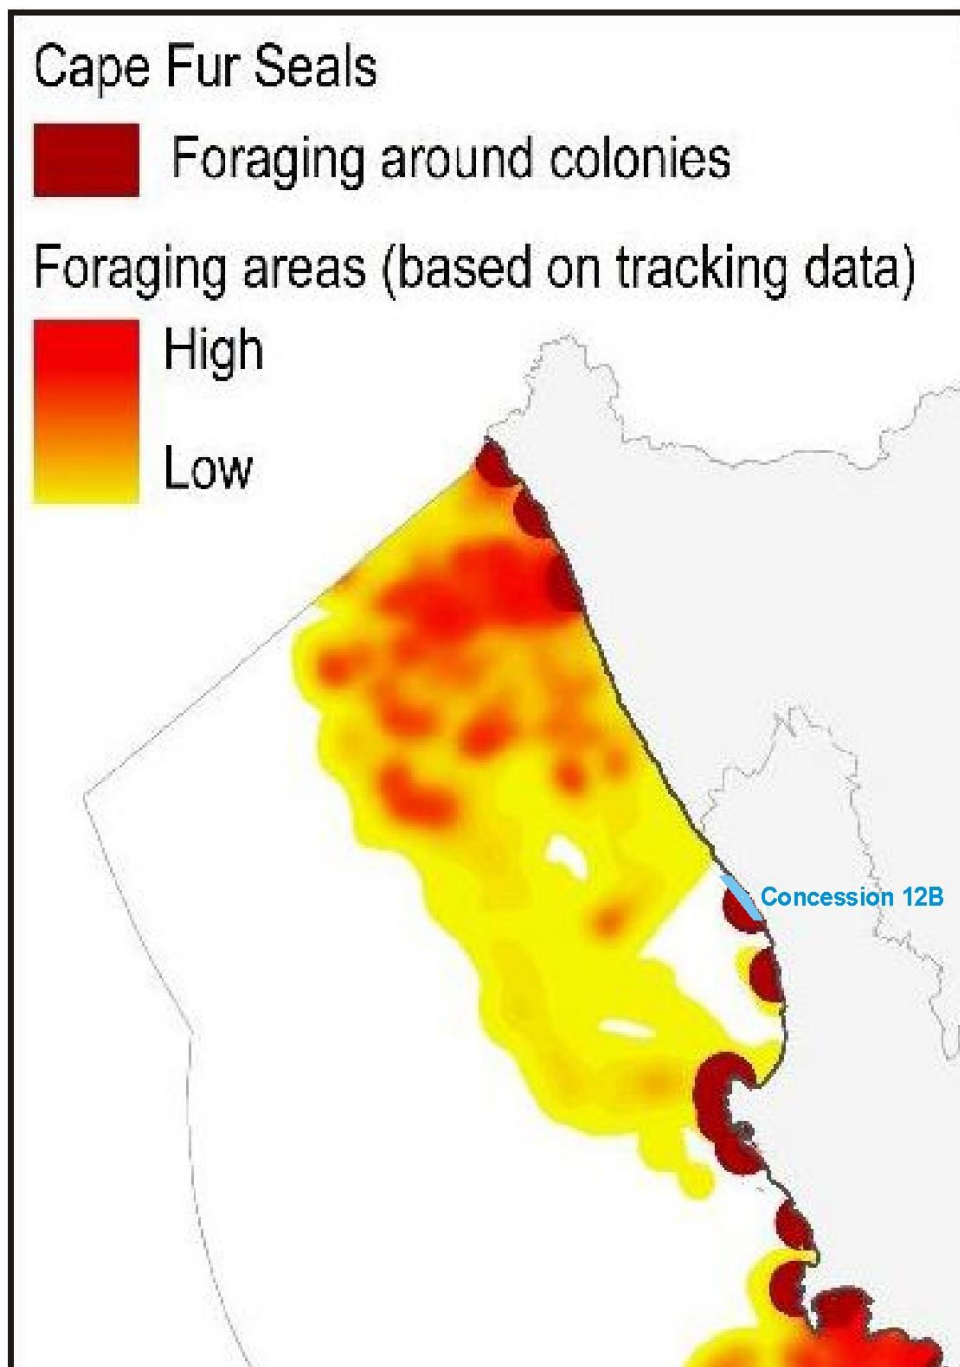 Cape Fur Seals
Foraging around colonies
Foraging areas (based on tracking data)
High
Low
Concession 12B